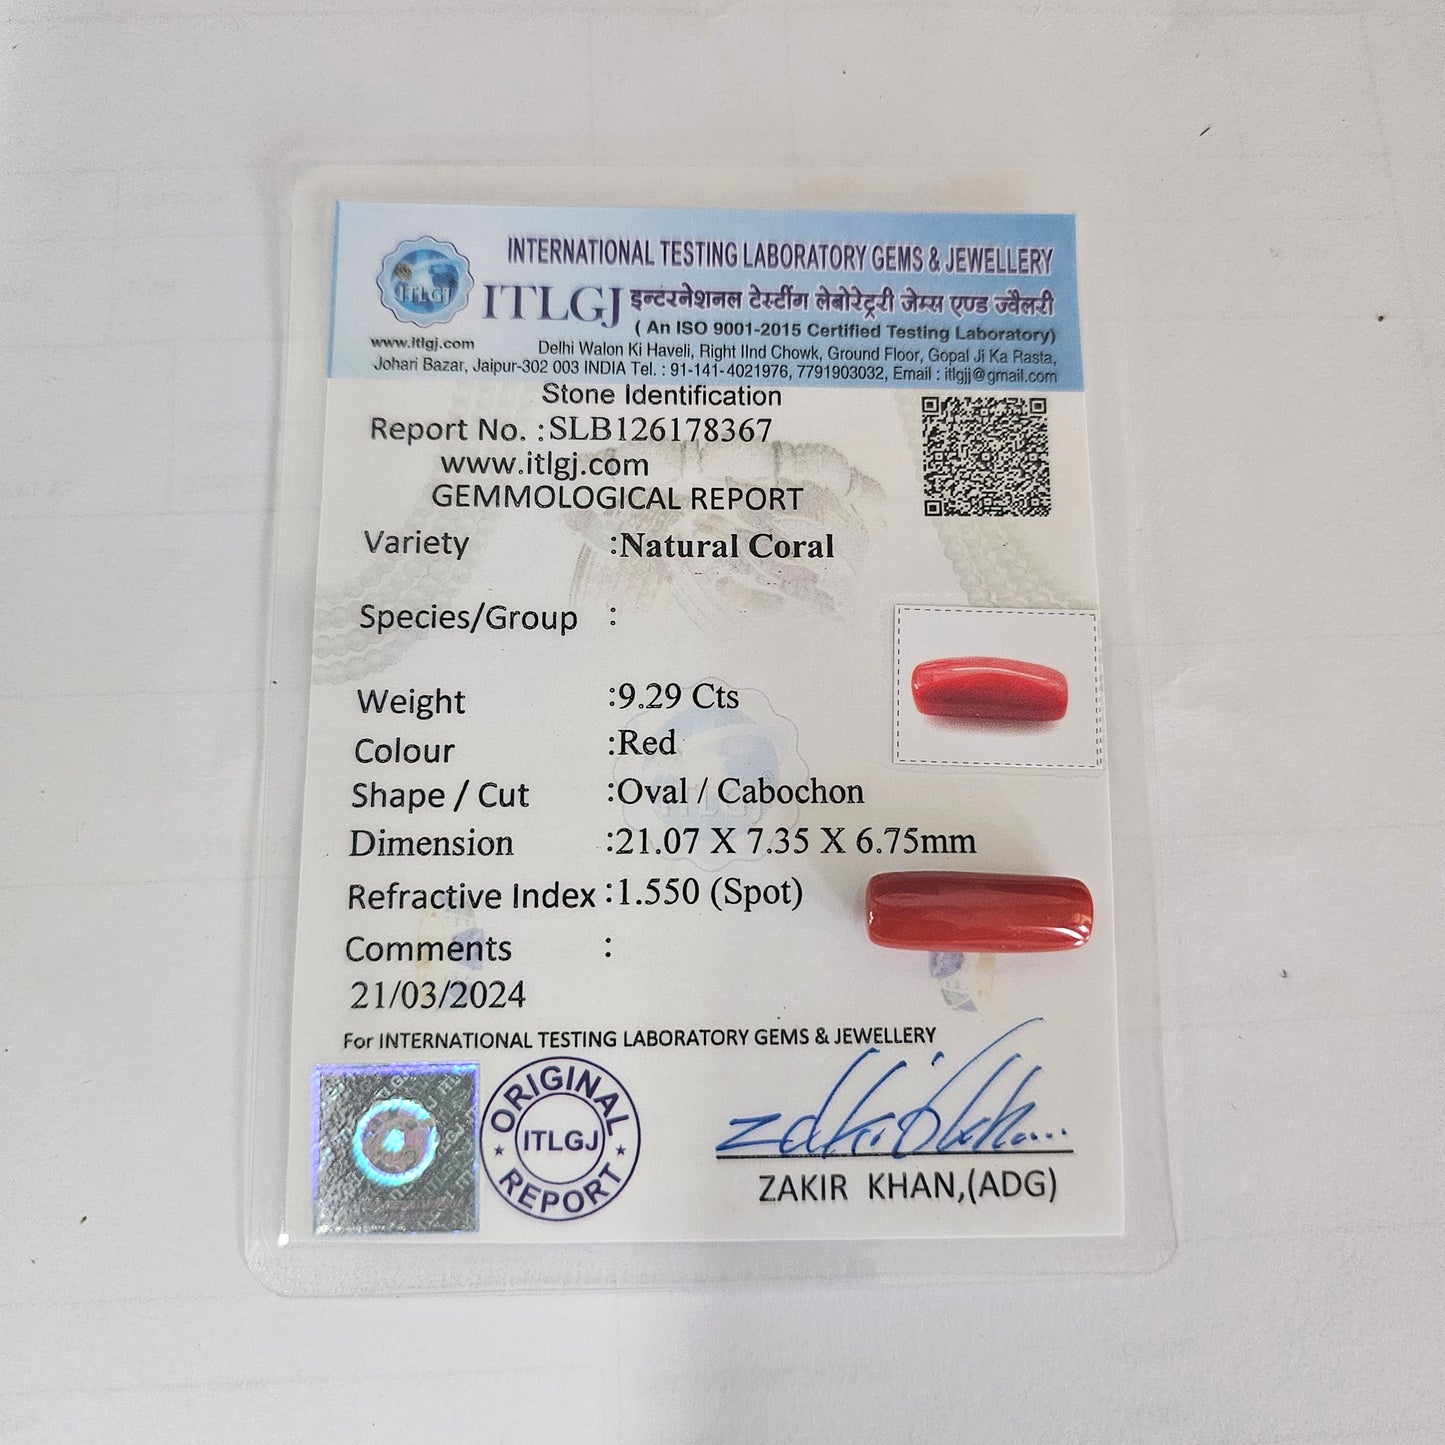 INTERNATIONAL TESTING LABORATORY GEMS & JEWELLERY
ITLGJ
ITLGJ इन्टरनेशनल टेस्टींग लेबोरेट्ररी जेम्स एण्ड ज्वैलरी
( An ISO 9001-2015 Certified Testing Laboratory)
www.itlgj.com
Delhi Walon Ki Haveli, Right IInd Chowk, Ground Floor, Gopal Ji Ka Rasta,
Johari Bazar, Jaipur-302 003 INDIA Tel. : 91-141-4021976, 7791903032, Email : itlgjj@gmail.com
Stone Identification
Report No. :SLB126178367
www.itlgj.com
GEMMOLOGICAL REPORT
Variety :Natural Coral
Species/Group :
Weight :9.29 Cts
Colour :Red
Shape / Cut :Oval / Cabochon
Dimension :21.07 X 7.35 X 6.75mm
Refractive Index :1.550 (Spot)
Comments :
21/03/2024
For INTERNATIONAL TESTING LABORATORY GEMS & JEWELLERY
ORIGINAL
ITLGJ
REPORT
ZAKIR KHAN,(ADG)